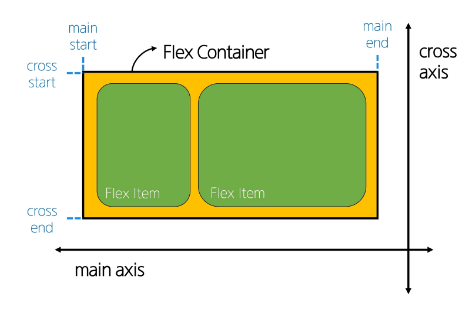 main
start
main
end
Flex Container
cross
axis
cross
start
Flex Item
Flex Item
cross
end
main axis